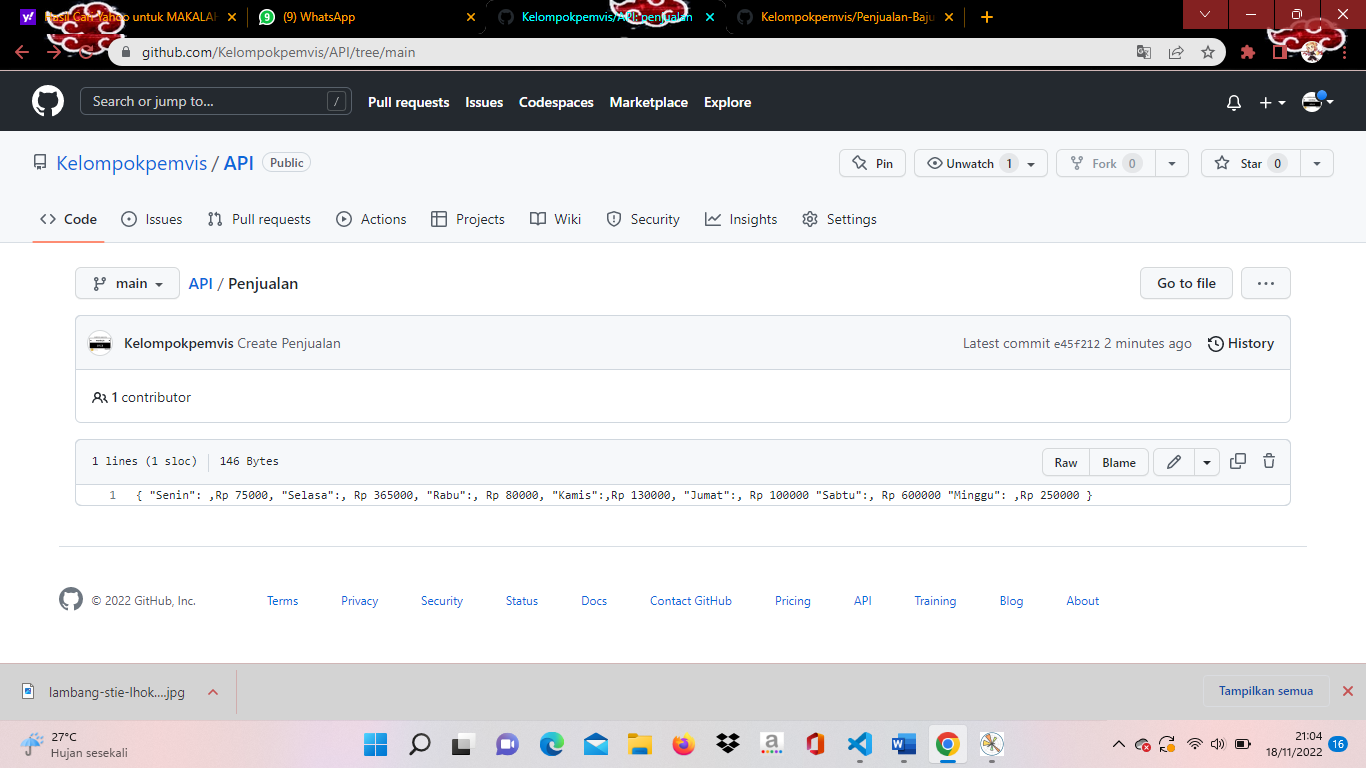 Hasil Cari Yahoo untuk MAKALAH
(9) WhatsApp
Kelompokpemvis/API: penjualan
Kelompokpemvis/Penjualan-Baju
github.com/Kelompokpemvis/API/tree/main
Search or jump to... /
Pull requests Issues Codespaces Marketplace Explore
Kelompokpemvis / API Public
Pin Unwatch 1 Fork 0 Star 0
Code Issues Pull requests Actions Projects Wiki Security Insights Settings
main API / Penjualan Go to file ...
Kelompokpemvis Create Penjualan Latest commit e45f212 2 minutes ago History
1 contributor
1 lines (1 sloc) 146 Bytes Raw Blame
1 { "Senin": ,Rp 75000, "Selasa":, Rp 365000, "Rabu":, Rp 80000, "Kamis":,Rp 130000, "Jumat":, Rp 100000 "Sabtu":, Rp 600000 "Minggu": ,Rp 250000 }
© 2022 GitHub, Inc. Terms Privacy Security Status Docs Contact GitHub Pricing API Training Blog About
lambang-stie-lhok....jpg Tampilkan semua
27°C
Hujan sesekali
21:04
18/11/2022 16